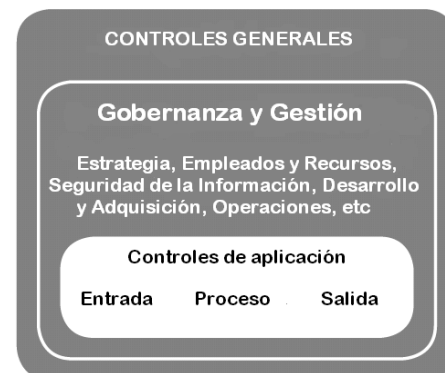 CONTROLES GENERALES
Gobernanza y Gestión
Estrategia, Empleados y Recursos,
Seguridad de la Información, Desarrollo
y Adquisición, Operaciones, etc
Controles de aplicación
Entrada Proceso Salida